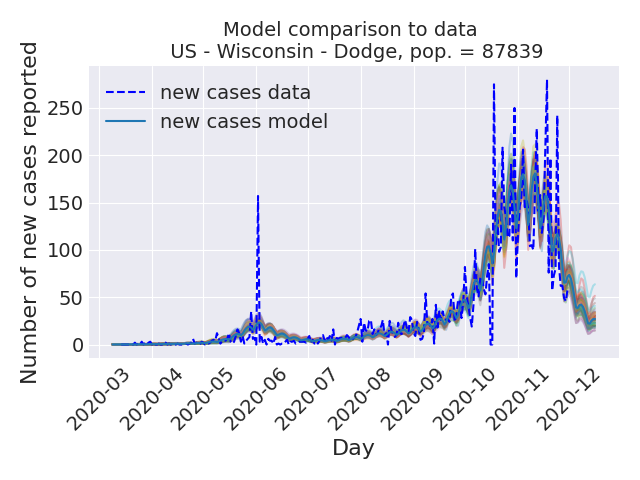 Model comparison to data
US - Wisconsin - Dodge, pop. = 87839
Number of new cases reported
new cases data
new cases model
250
200
150
100
50
0
2020-03
2020-04
2020-05
2020-06
2020-07
2020-08
2020-09
2020-10
2020-11
2020-12
Day